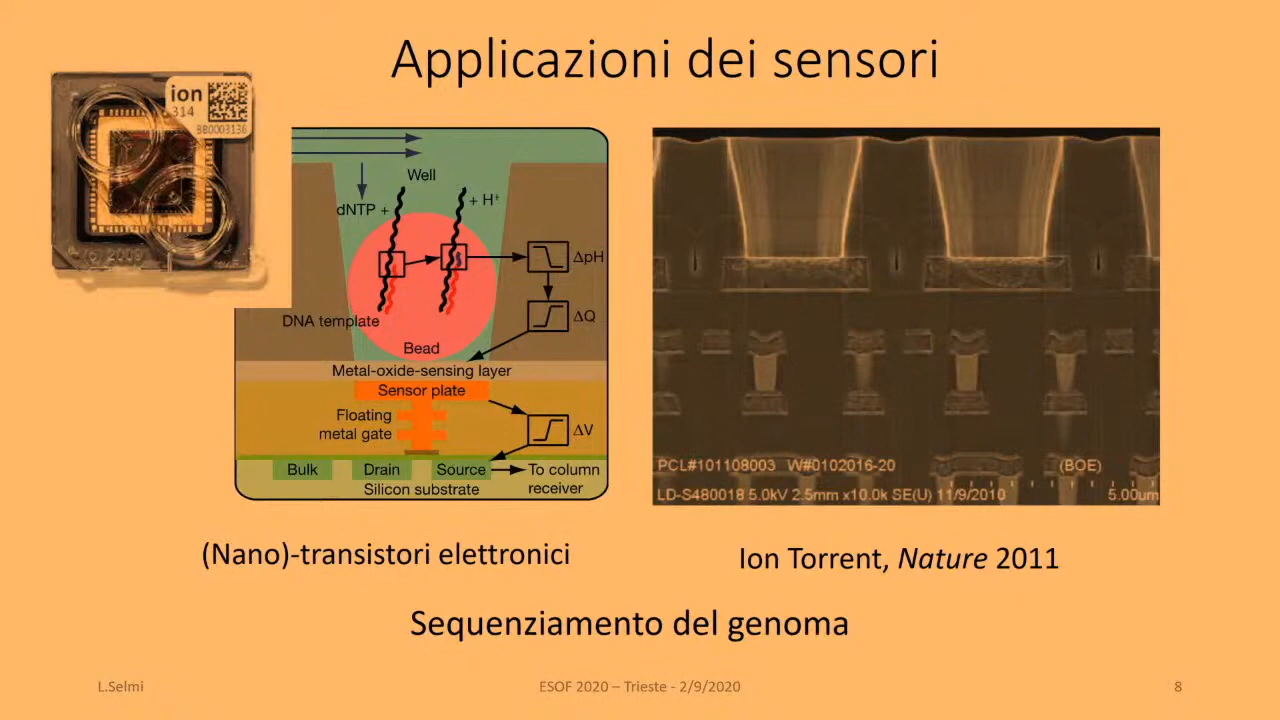 Applicazioni dei sensori
ion
314
BB0003136
© 2009
Well
dNTP +
+ H⁺
ΔpH
ΔQ
DNA template
Bead
Metal-oxide-sensing layer
Sensor plate
Floating
metal gate
ΔV
Bulk
Drain
Source
To column
receiver
Silicon substrate
PCL#101108003 W#0102016-20 (BOE)
LD-S480018 5.0kV 2.5mm x10.0k SE(U) 11/9/2010 5.00um
(Nano)-transistori elettronici
Ion Torrent, Nature 2011
Sequenziamento del genoma
L.Selmi
ESOF 2020 – Trieste - 2/9/2020
8